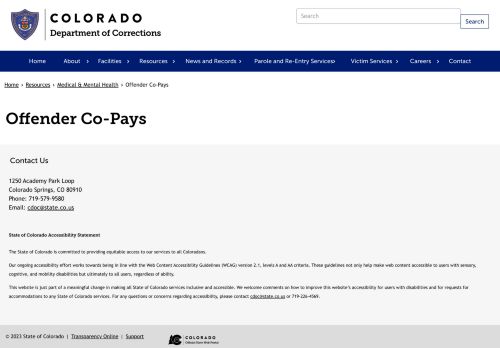 COLORADO
Department of Corrections
Search
Search
Home About › Facilities › Resources › News and Records › Parole and Re-Entry Services › Victim Services › Careers › Contact
Home › Resources › Medical & Mental Health › Offender Co-Pays
Offender Co-Pays
Contact Us
1250 Academy Park Loop
Colorado Springs, CO 80910
Phone: 719-579-9580
Email: cdoc@state.co.us
State of Colorado Accessibility Statement
The State of Colorado is committed to providing equitable access to our services to all Coloradans.
Our ongoing accessibility effort works towards being in line with the Web Content Accessibility Guidelines (WCAG) version 2.1, levels A and AA criteria. These guidelines not only help make web content accessible to users with sensory,
cognitive, and mobility disabilities but ultimately to all users, regardless of ability.
This website is just part of a meaningful change in making all State of Colorado services inclusive and accessible. We welcome comments on how to improve this website's accessibility for users with disabilities and for requests for
accommodations to any State of Colorado services. For any questions or concerns regarding accessibility, please contact cdoc@state.co.us or 719-226-4569.
© 2023 State of Colorado | Transparency Online | Support
COLORADO
Official State Web Portal